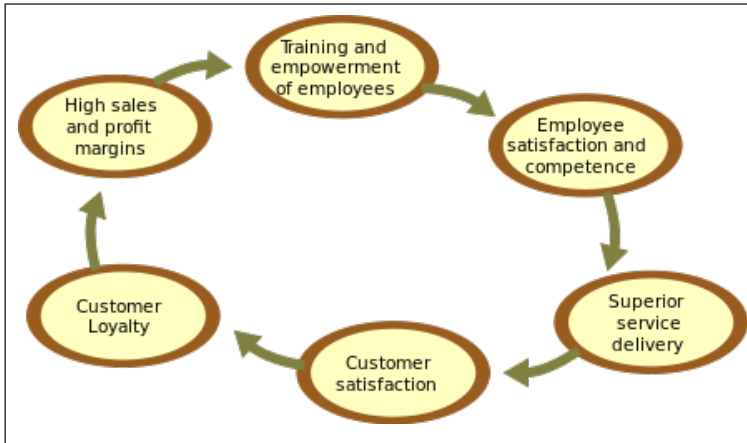 Training and
empowerment
of employees
Employee
satisfaction and
competence
Superior
service
delivery
Customer
satisfaction
Customer
Loyalty
High sales
and profit
margins